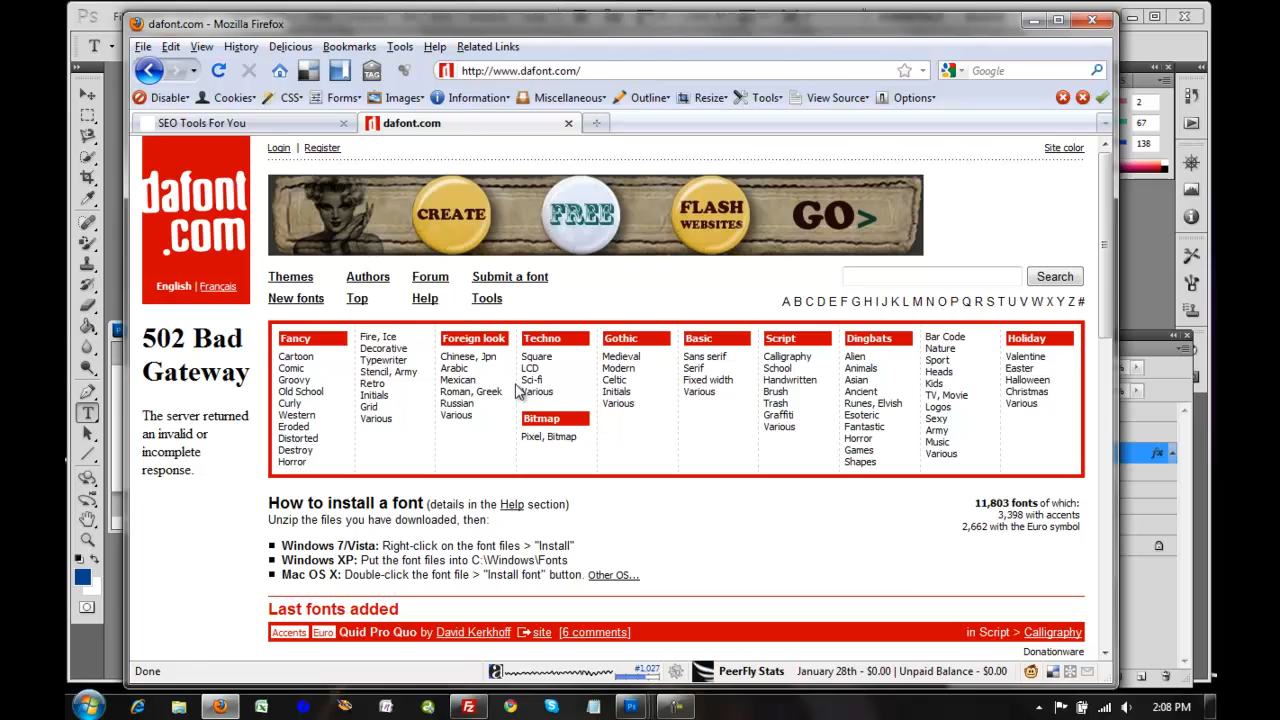 Ps
dafont.com - Mozilla Firefox
T
File Edit View History Delicious Bookmarks Tools Help Related Links
TAG
http://www.dafont.com/
Google
Disable Cookies CSS Forms Images Information Miscellaneous Outline Resize Tools View Source Options
SEO Tools For You
dafont.com
2
67
138
dafont
.com
English | Français
Login | Register
Site color
CREATE
FREE
FLASH
WEBSITES
GO>
Themes Authors Forum Submit a font
New fonts Top Help Tools
Search
A B C D E F G H I J K L M N O P Q R S T U V W X Y Z #
502 Bad
Gateway
The server returned
an invalid or
incomplete
response.
Fancy
Cartoon
Comic
Groovy
Old School
Curly
Western
Eroded
Distorted
Destroy
Horror
Fire, Ice
Decorative
Typewriter
Stencil, Army
Retro
Initials
Grid
Various
Foreign look
Chinese, Jpn
Arabic
Mexican
Roman, Greek
Russian
Various
Techno
Square
LCD
Sci-fi
Various
Bitmap
Pixel, Bitmap
Gothic
Medieval
Modern
Celtic
Initials
Various
Basic
Sans serif
Serif
Fixed width
Various
Script
Calligraphy
School
Handwritten
Brush
Trash
Graffiti
Various
Dingbats
Alien
Animals
Asian
Ancient
Runes, Elvish
Esoteric
Fantastic
Horror
Games
Shapes
Bar Code
Nature
Sport
Heads
Kids
TV, Movie
Logos
Sexy
Army
Music
Various
Holiday
Valentine
Easter
Halloween
Christmas
Various
fx
How to install a font (details in the Help section)
Unzip the files you have downloaded, then:
Windows 7/Vista: Right-click on the font files > "Install"
Windows XP: Put the font files into C:\Windows\Fonts
Mac OS X: Double-click the font file > "Install font" button. Other OS...
11,803 fonts of which:
3,398 with accents
2,662 with the Euro symbol
Last fonts added
Accents Euro Quid Pro Quo by David Kerkhoff site [6 comments]
in Script > Calligraphy
Donationware
Done
a
#1,027
PeerFly Stats
January 28th - $0.00 | Unpaid Balance - $0.00
Fz
Ps
2:08 PM